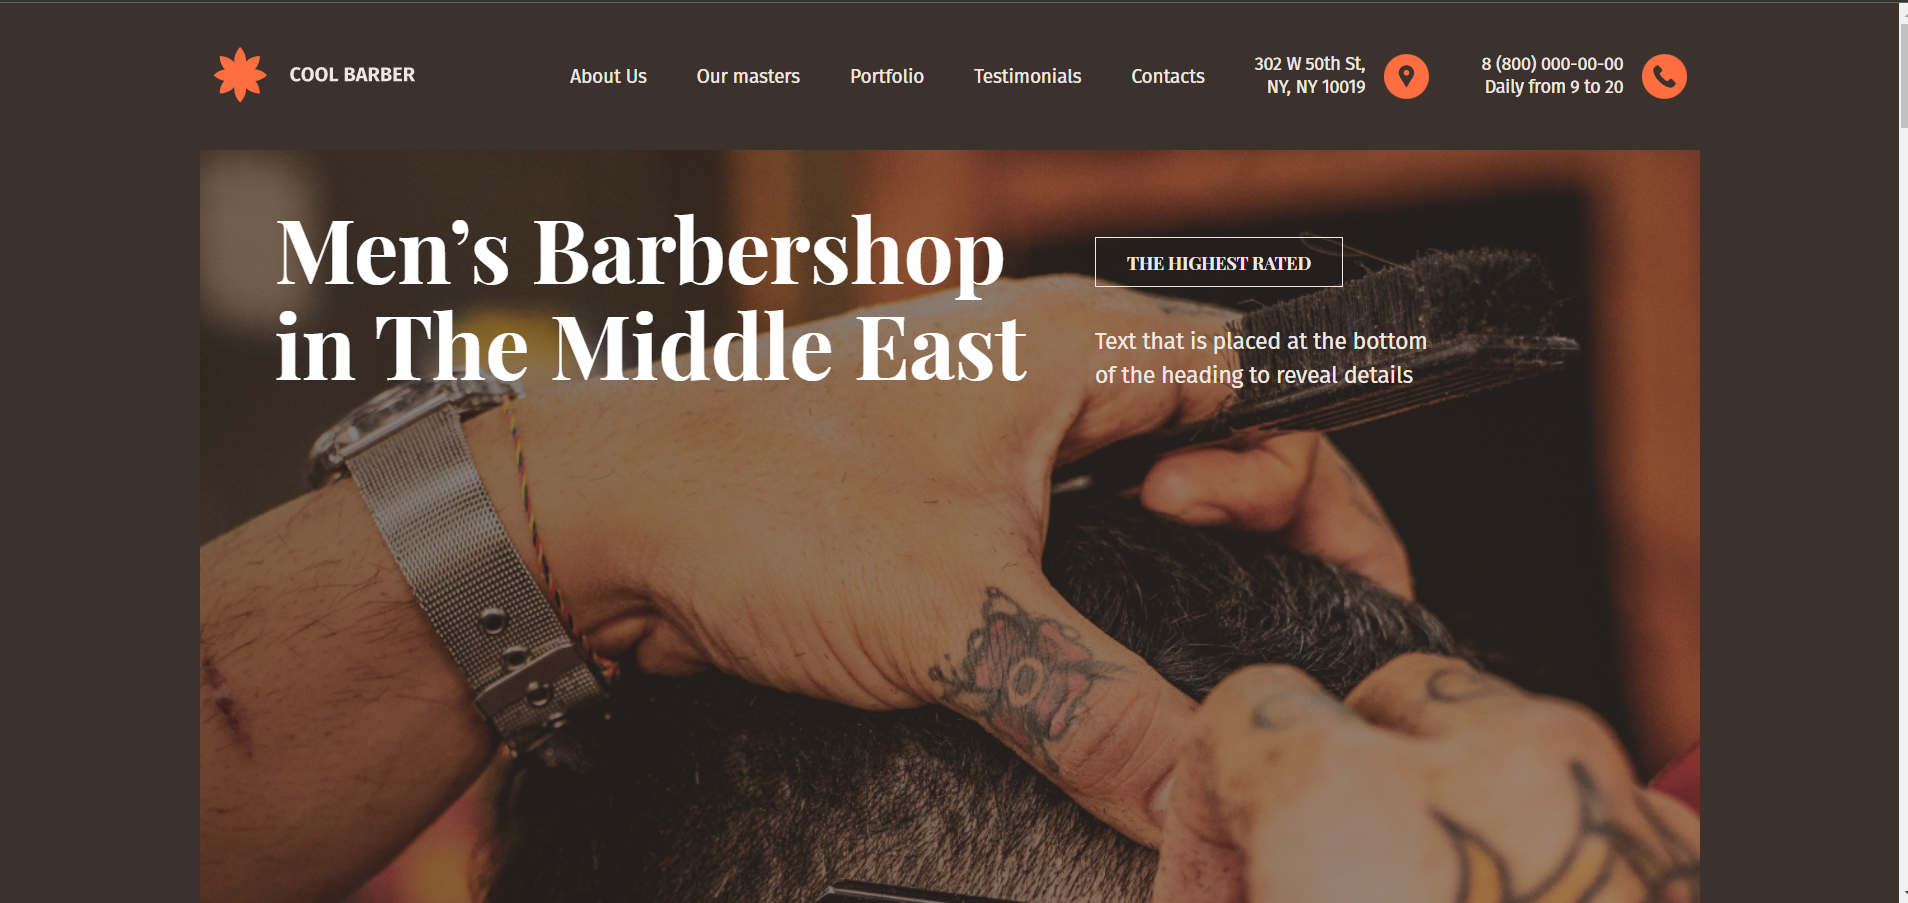 COOL BARBER
About Us
Our masters
Portfolio
Testimonials
Contacts
302 W 50th St,
NY, NY 10019
8 (800) 000-00-00
Daily from 9 to 20
Men’s Barbershop
in The Middle East
THE HIGHEST RATED
Text that is placed at the bottom
of the heading to reveal details